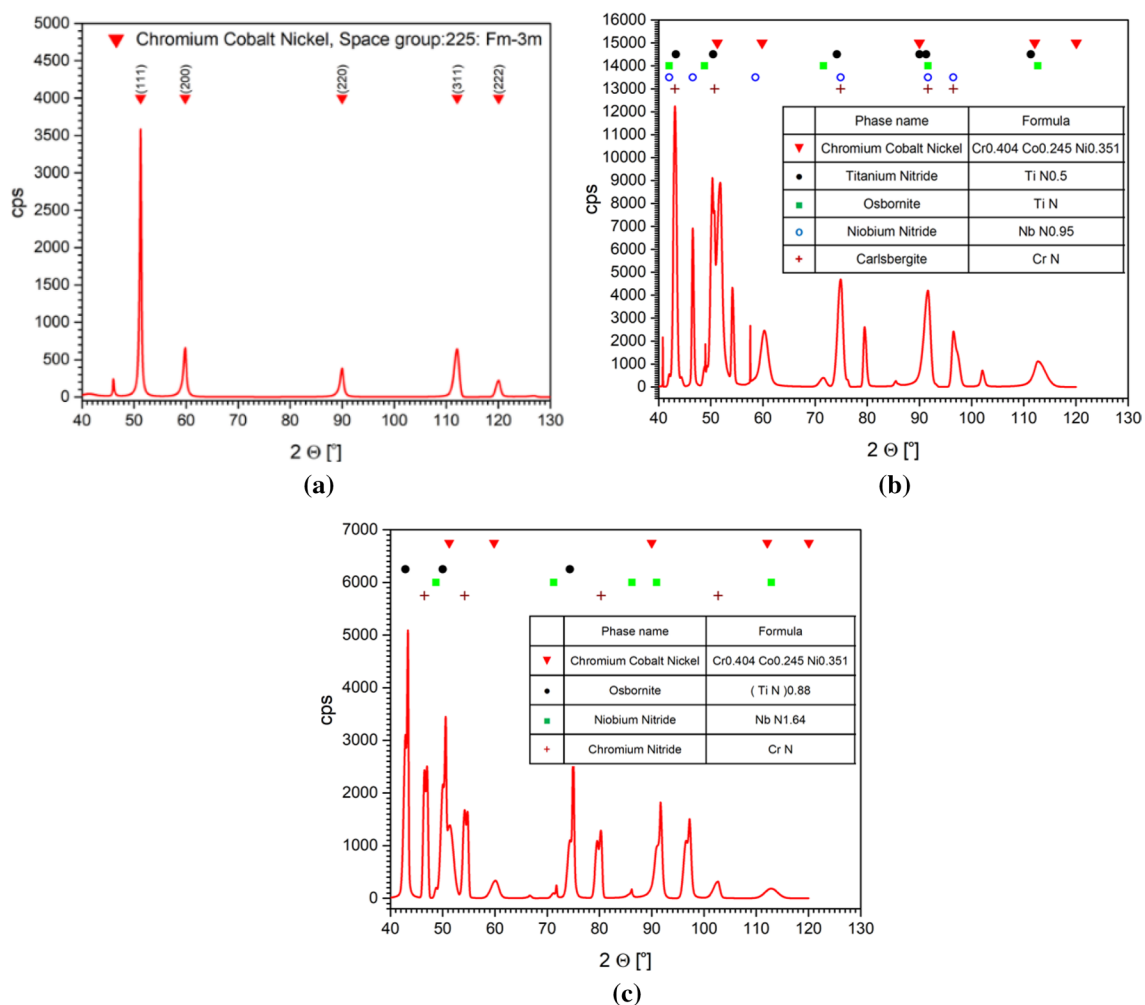 Chromium Cobalt Nickel, Space group:225: Fm-3m
(111)
(200)
(220)
(311)
(222)
5000
4500
4000
3500
3000
2500
2000
1500
1000
500
0
cps
40 50 60 70 80 90 100 110 120 130
2 Θ [°]
(a)
16000
15000
14000
13000
12000
11000
10000
9000
8000
7000
6000
5000
4000
3000
2000
1000
0
cps
Phase name Formula
Chromium Cobalt Nickel Cr0.404 Co0.245 Ni0.351
Titanium Nitride Ti N0.5
Osbornite Ti N
Niobium Nitride Nb N0.95
Carlsbergite Cr N
40 50 60 70 80 90 100 110 120 130
2 Θ [°]
(b)
7000
6000
5000
4000
3000
2000
1000
0
cps
Phase name Formula
Chromium Cobalt Nickel Cr0.404 Co0.245 Ni0.351
Osbornite ( Ti N )0.88
Niobium Nitride Nb N1.64
Chromium Nitride Cr N
40 50 60 70 80 90 100 110 120 130
2 Θ [°]
(c)